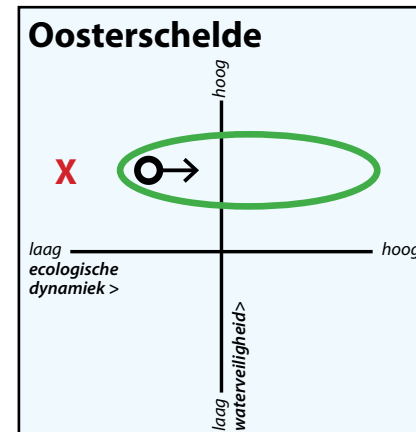 Oosterschelde
hoog
X
laag
hoog
ecologische
dynamiek >
waterveiligheid>
laag